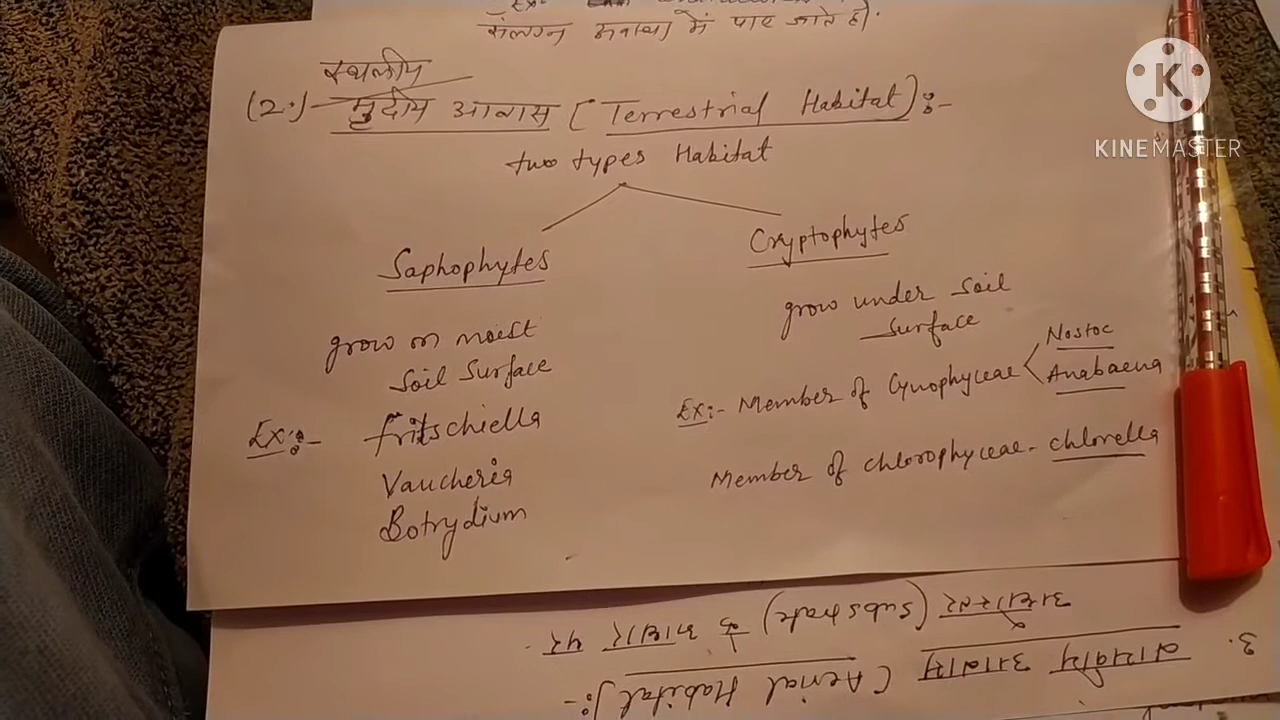 Ex:-
संलग्न अवस्था में पाए जाते हैं.
स्थलीय
(2.) मृदीय आवास (Terrestrial Habitat):-
two types Habitat
Saphophytes
grow on moist
Soil Surface
Ex:- fritschiella
Vaucheria
Botrydium
Cryptophytes
grow under Soil
Surface
Ex:- Member of Cynophyceae Nostoc
Anabaena
Member of chlorophyceae - chlorella
3. वायवीय आवास (Aerial Habitat):-
(substrate) के आधार पर
K
KINEMASTER